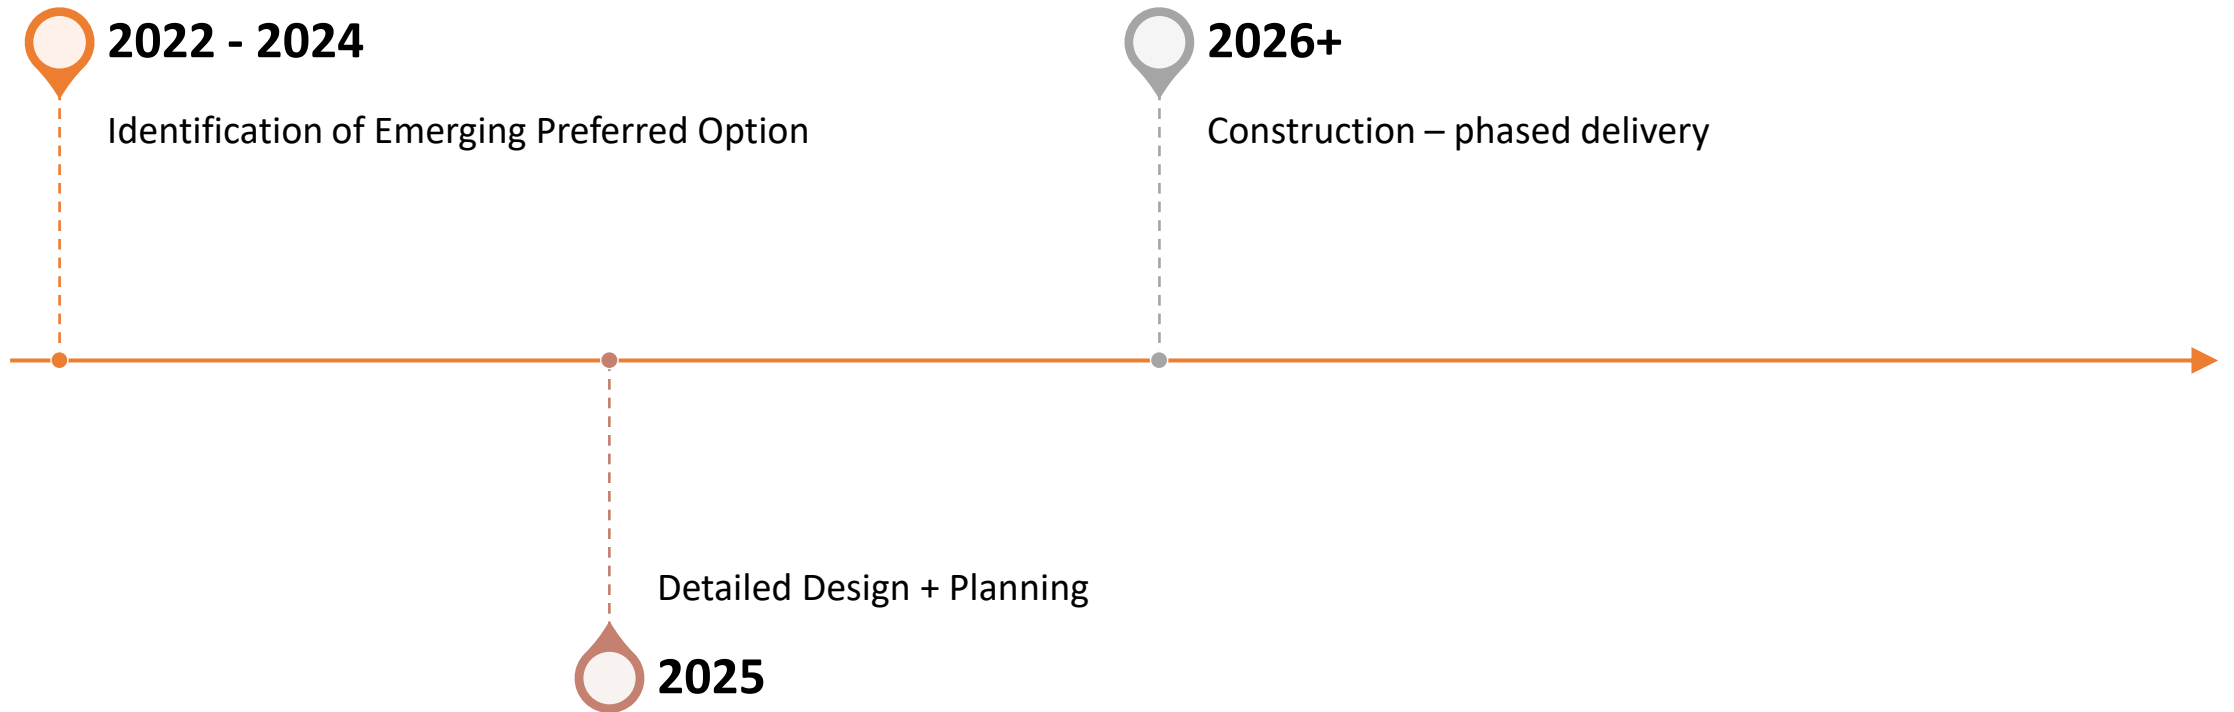 2022 - 2024
Identification of Emerging Preferred Option
2026+
Construction – phased delivery
Detailed Design + Planning
2025